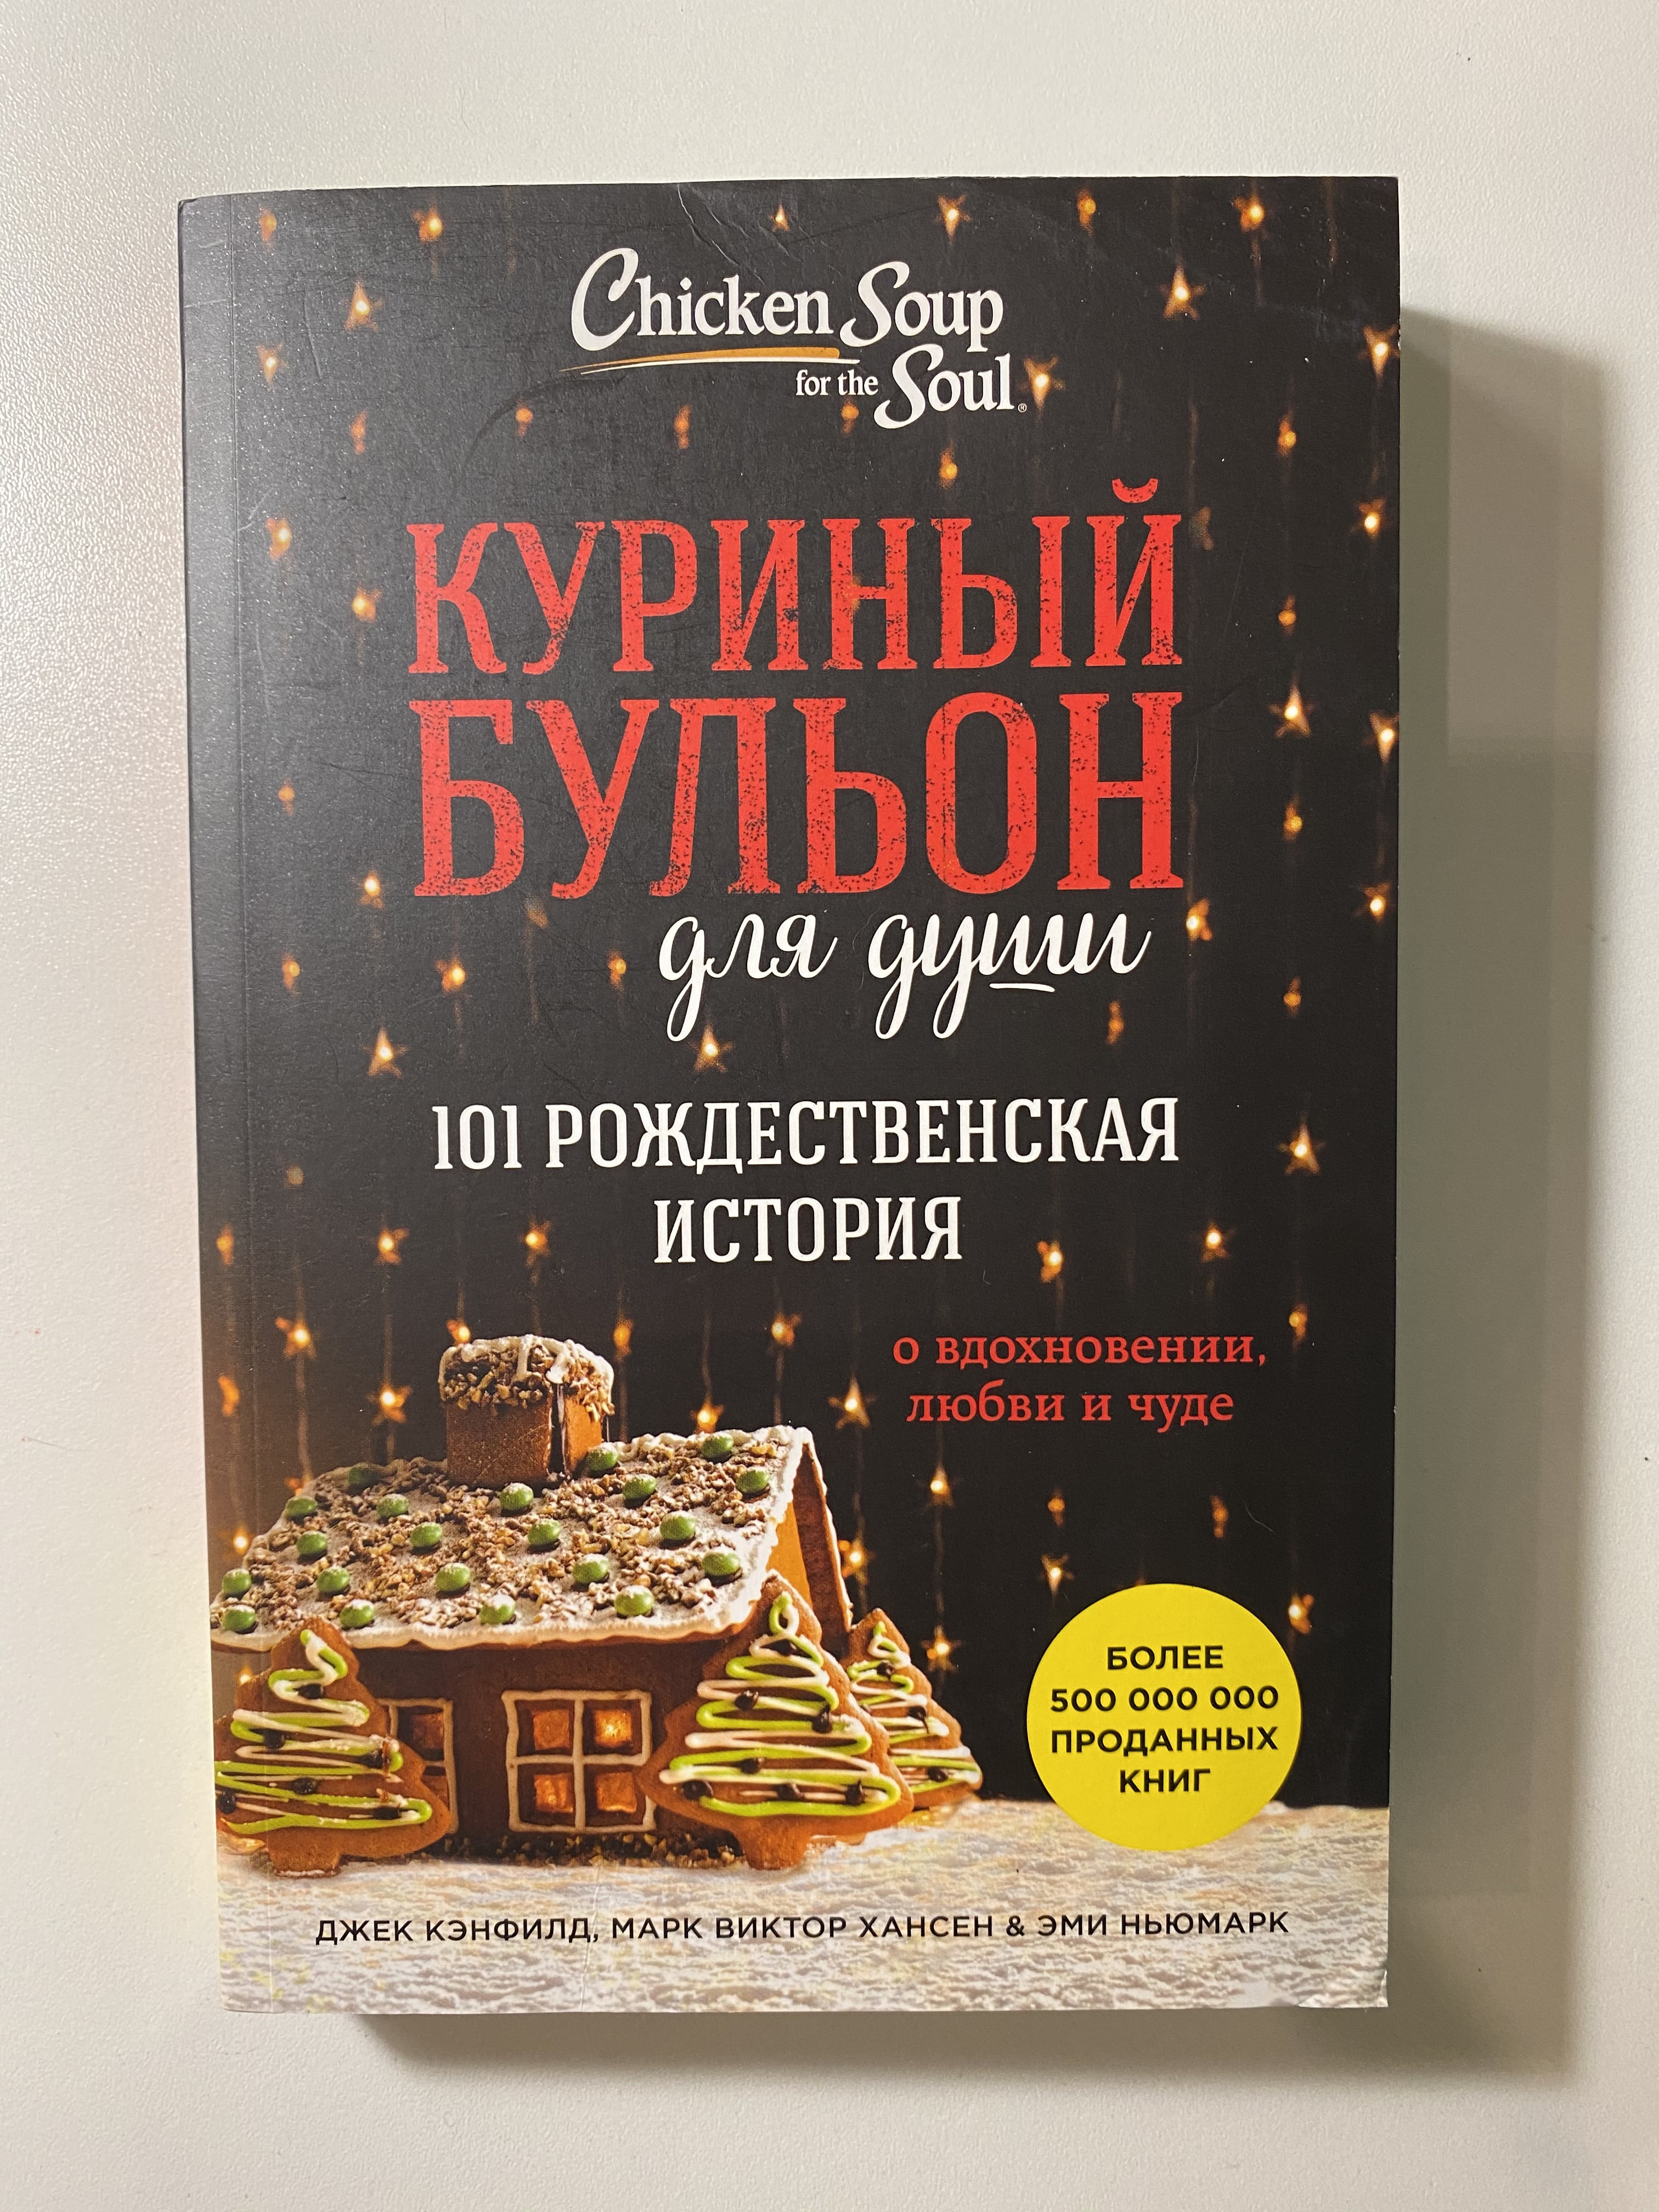 Chicken Soup
for the Soul®
КУРИНЫЙ
БУЛЬОН
для души
101 РОЖДЕСТВЕНСКАЯ
ИСТОРИЯ
о вдохновении,
любви и чуде
БОЛЕЕ
500 000 000
ПРОДАННЫХ
КНИГ
ДЖЕК КЭНФИЛД, МАРК ВИКТОР ХАНСЕН & ЭМИ НЬЮМАРК